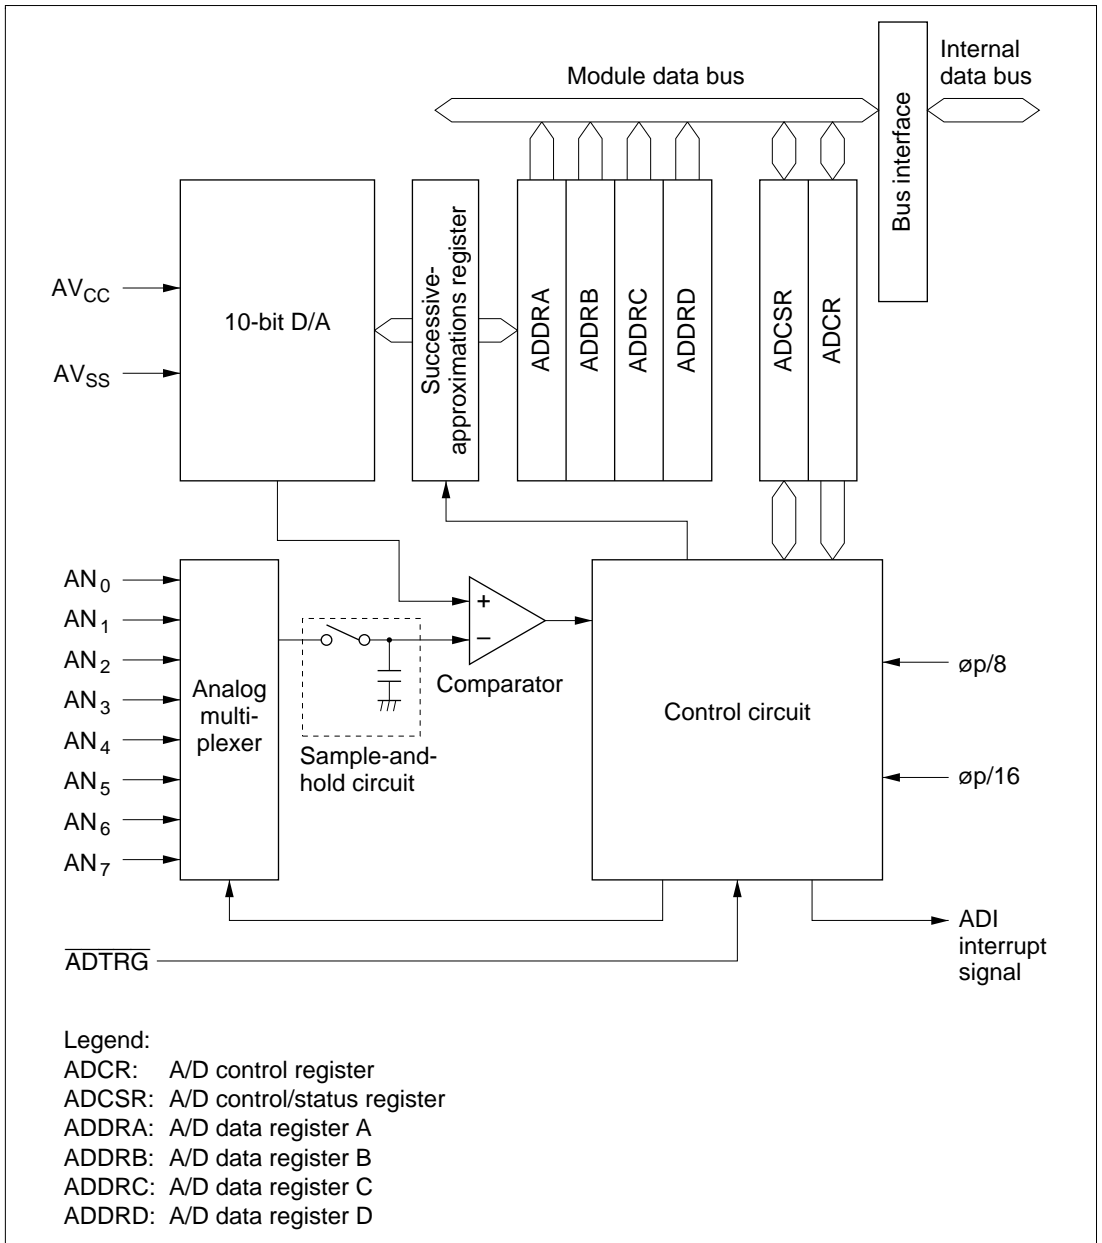 Internal
data bus
Module data bus
Bus interface
AVCC
AVSS
10-bit D/A
Successive-
approximations register
ADDRA
ADDRB
ADDRC
ADDRD
ADCSR
ADCR
AN0
AN1
AN2
AN3
AN4
AN5
AN6
AN7
Analog
multi-
plexer
Sample-and-
hold circuit
+
−
Comparator
Control circuit
øp/8
øp/16
ADI
interrupt
signal
ADTRG
Legend:
ADCR: A/D control register
ADCSR: A/D control/status register
ADDRA: A/D data register A
ADDRB: A/D data register B
ADDRC: A/D data register C
ADDRD: A/D data register D